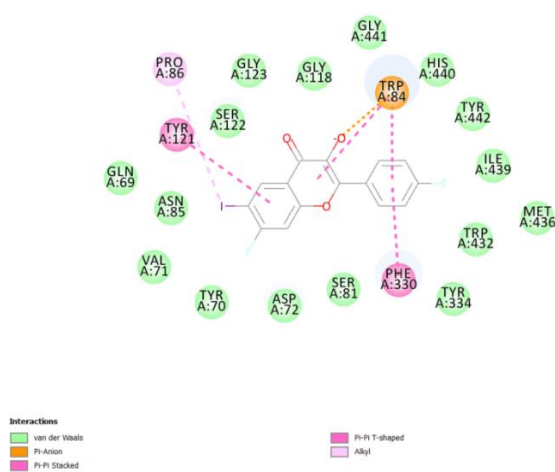 GLY
A:441
PRO
A:86
GLY
A:123
GLY
A:118
TRP
A:84
HIS
A:440
TYR
A:121
SER
A:122
TYR
A:442
O
O-
GLN
A:69
ASN
A:85
ILE
A:439
I
O
F
F
MET
A:436
VAL
A:71
TRP
A:432
TYR
A:70
ASP
A:72
SER
A:81
PHE
A:330
TYR
A:334
Interactions
van der Waals
Pi-Anion
Pi-Pi Stacked
Pi-Pi T-shaped
Alkyl